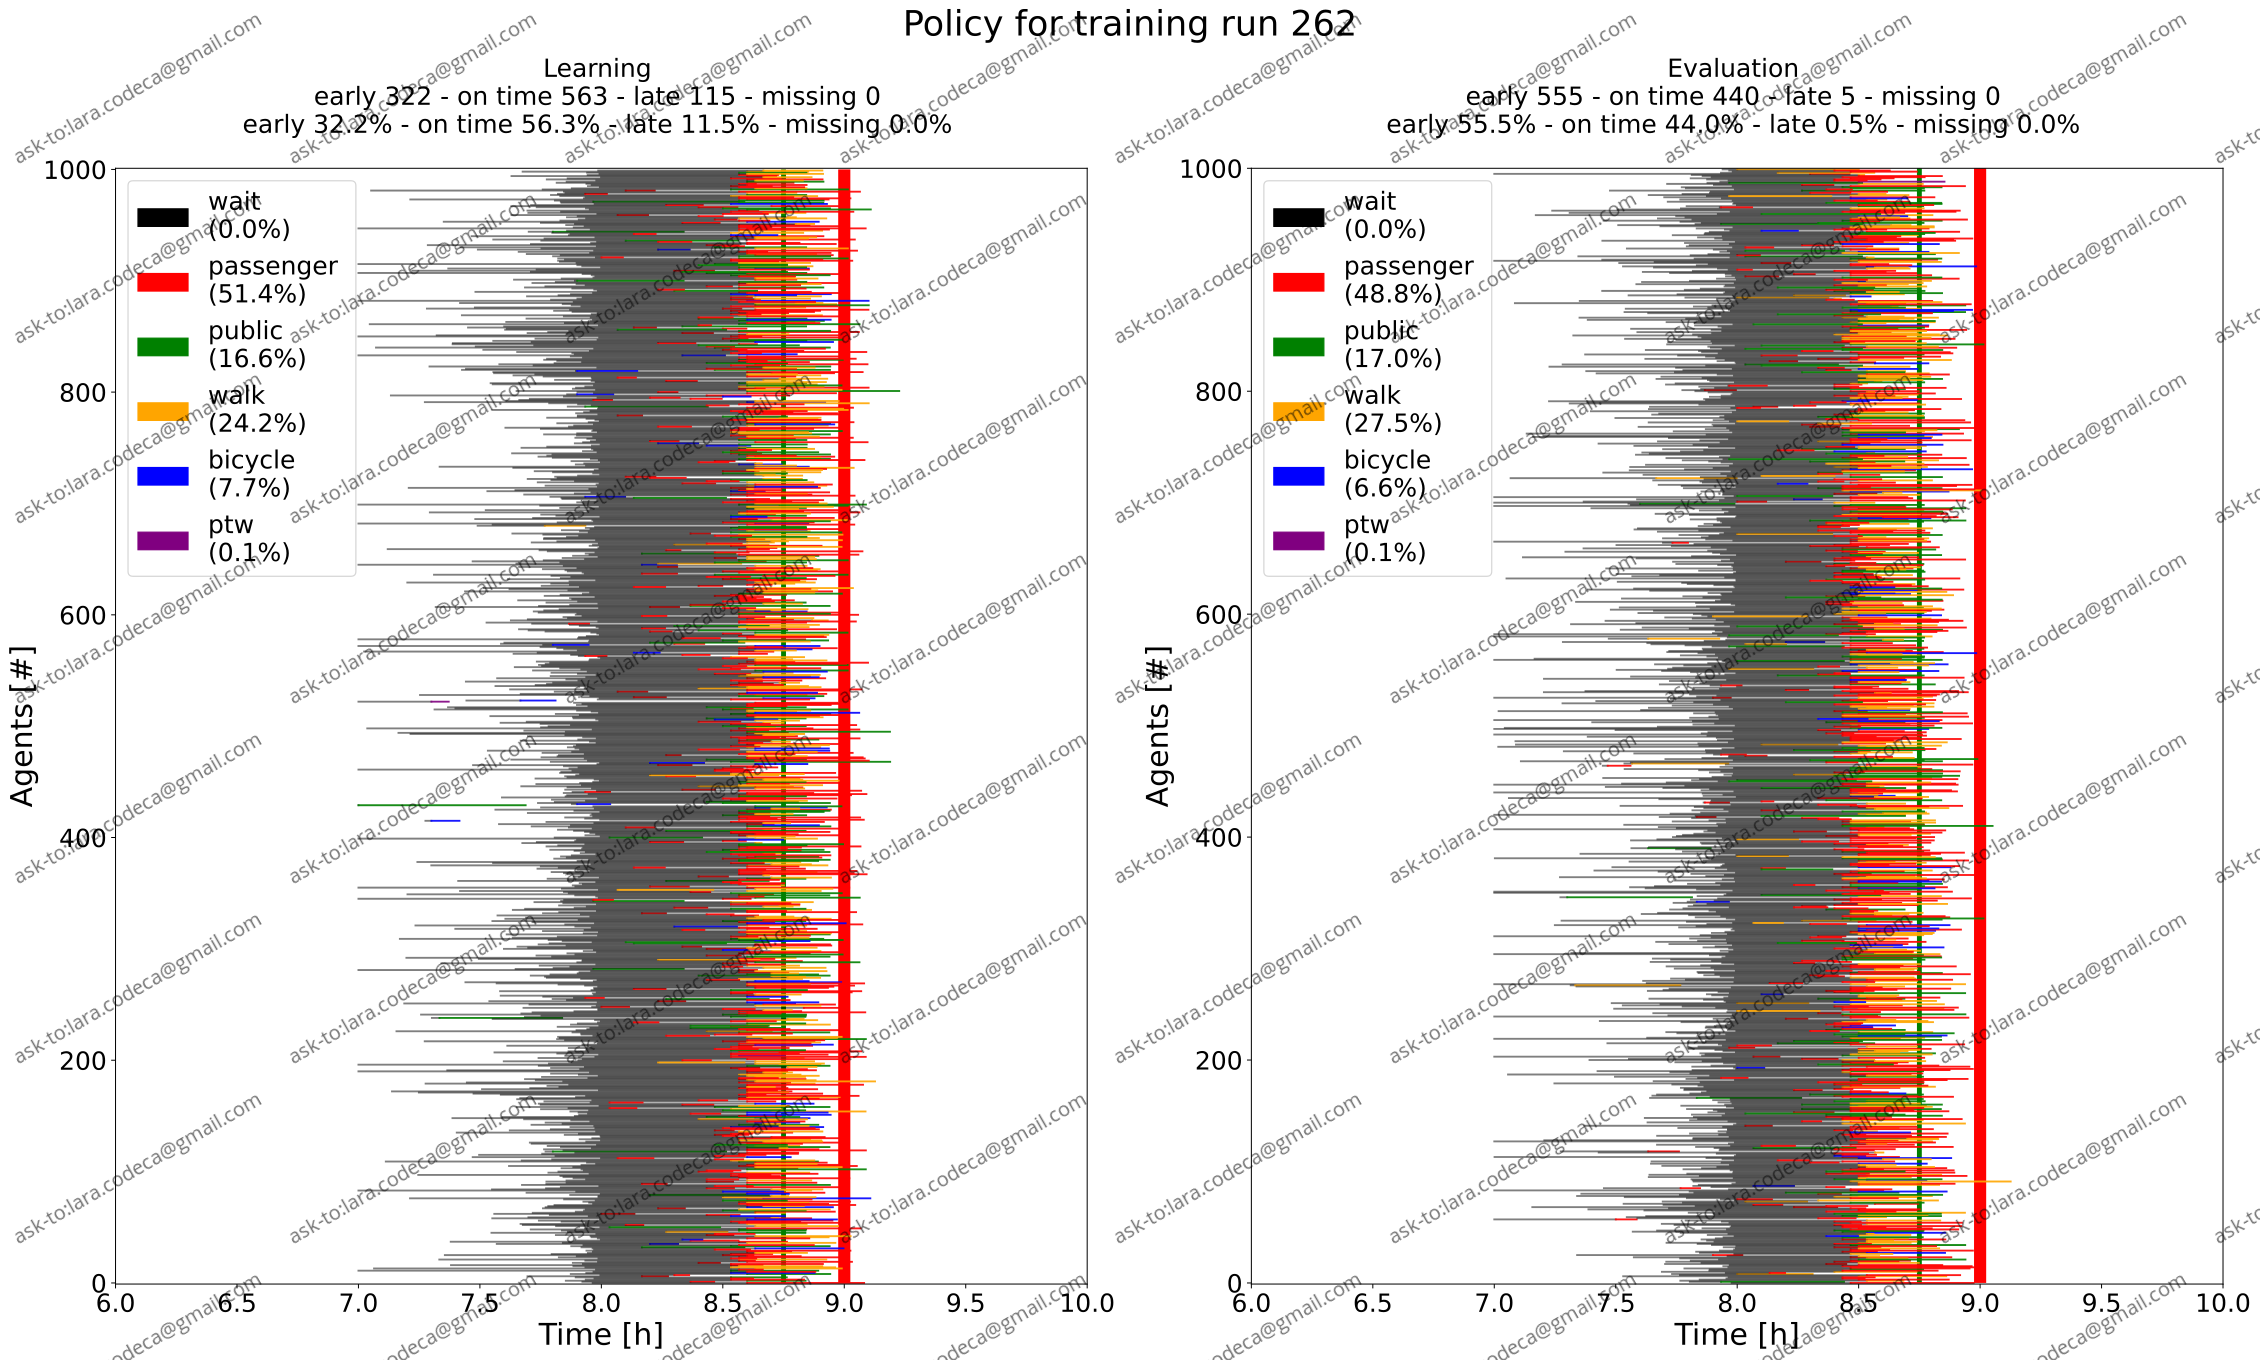 Policy for training run 262
Learning
early 322 - on time 563 - late 115 - missing 0
early 32.2% - on time 56.3% - late 11.5% - missing 0.0%
1000
800
600
400
200
0
Agents [#]
wait
(0.0%)
passenger
(51.4%)
public
(16.6%)
walk
(24.2%)
bicycle
(7.7%)
ptw
(0.1%)
6.0 6.5 7.0 7.5 8.0 8.5 9.0 9.5 10.0
Time [h]
Evaluation
early 555 - on time 440 - late 5 - missing 0
early 55.5% - on time 44.0% - late 0.5% - missing 0.0%
1000
800
600
400
200
0
Agents [#]
wait
(0.0%)
passenger
(48.8%)
public
(17.0%)
walk
(27.5%)
bicycle
(6.6%)
ptw
(0.1%)
6.0 6.5 7.0 7.5 8.0 8.5 9.0 9.5 10.0
Time [h]
ask-to:lara.codeca@gmail.com